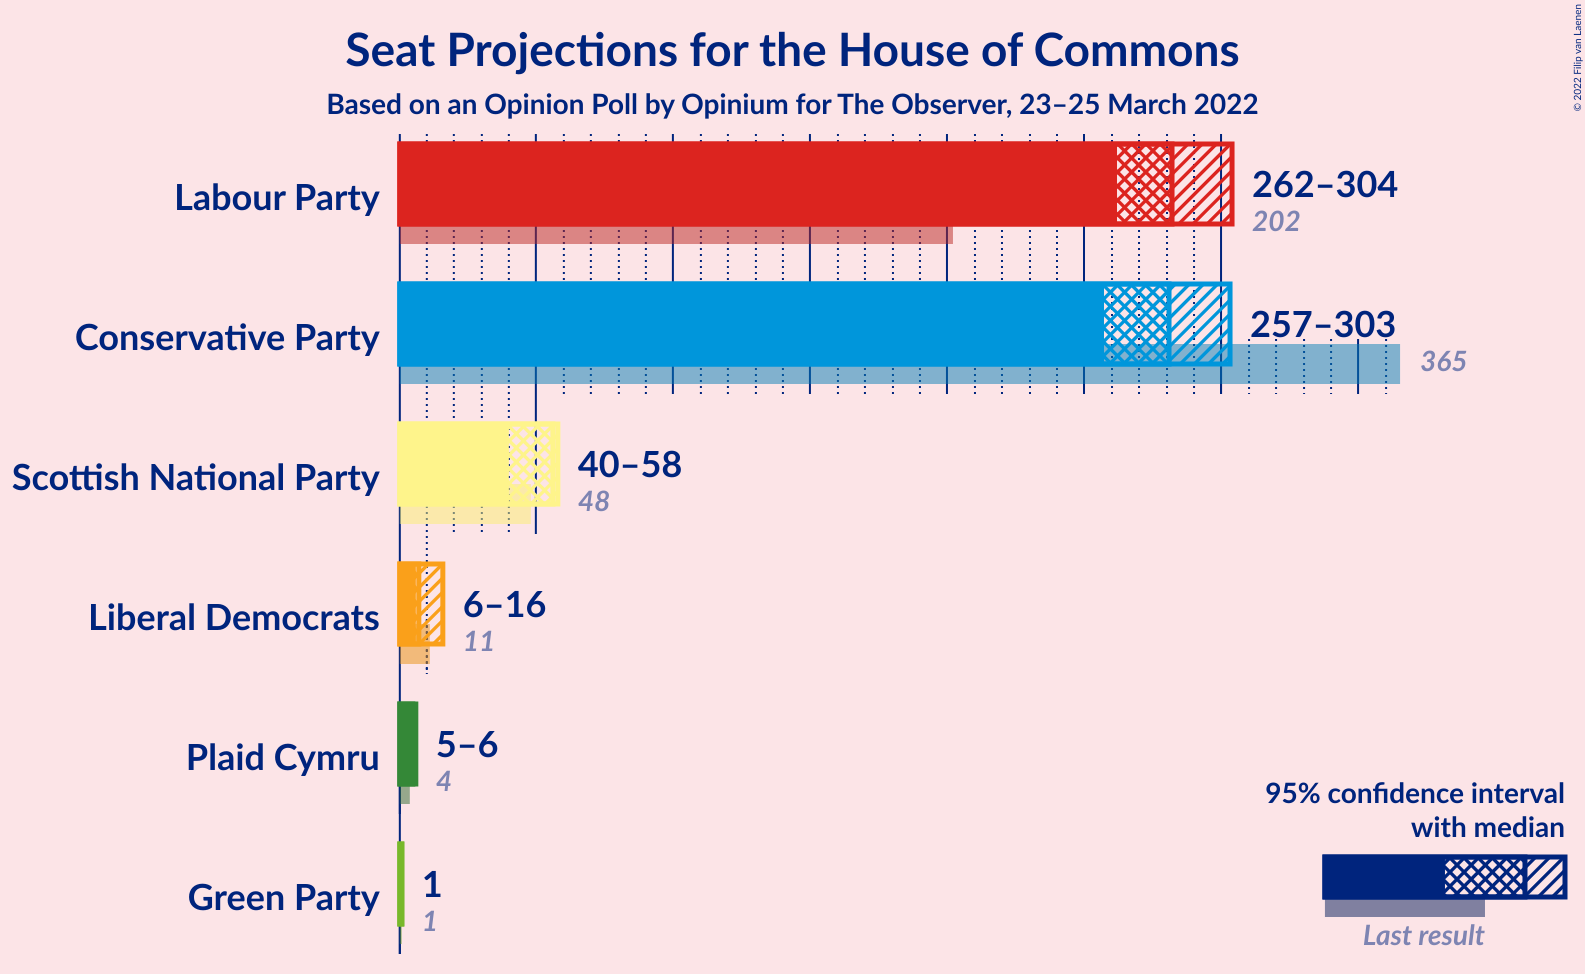 Seat Projections for the House of Commons
Based on an Opinion Poll by Opinium for The Observer, 23–25 March 2022
© 2022 Filip van Laenen
Labour Party
262–304
202
Conservative Party
257–303
365
Scottish National Party
40–58
48
Liberal Democrats
6–16
11
Plaid Cymru
5–6
4
Green Party
1
1
95% confidence interval
with median
Last result